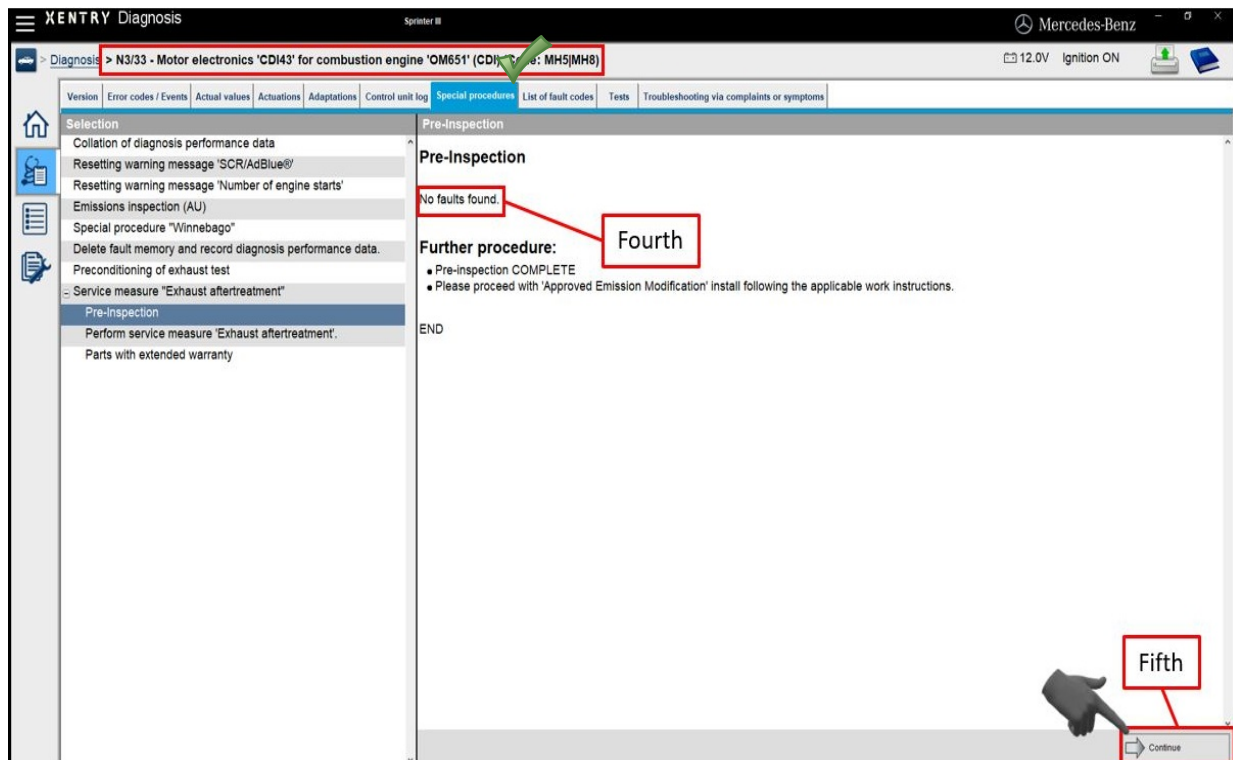 XENTRY Diagnosis
Sprinter III
Mercedes-Benz
> Diagnosis > N3/33 - Motor electronics 'CDI43' for combustion engine 'OM651' (CDI) e: MH5|MH8)
12.0V Ignition ON
Version Error codes / Events Actual values Actuations Adaptations Control unit log Special procedures List of fault codes Tests Troubleshooting via complaints or symptoms
Selection
Collation of diagnosis performance data
Resetting warning message 'SCR/AdBlue®'
Resetting warning message 'Number of engine starts'
Emissions inspection (AU)
Special procedure "Winnebago"
Delete fault memory and record diagnosis performance data.
Preconditioning of exhaust test
Service measure "Exhaust aftertreatment"
Pre-Inspection
Perform service measure 'Exhaust aftertreatment'.
Parts with extended warranty
Pre-Inspection
Pre-Inspection
No faults found.
Fourth
Further procedure:
• Pre-inspection COMPLETE
• Please proceed with 'Approved Emission Modification' install following the applicable work instructions.
END
Fifth
Continue